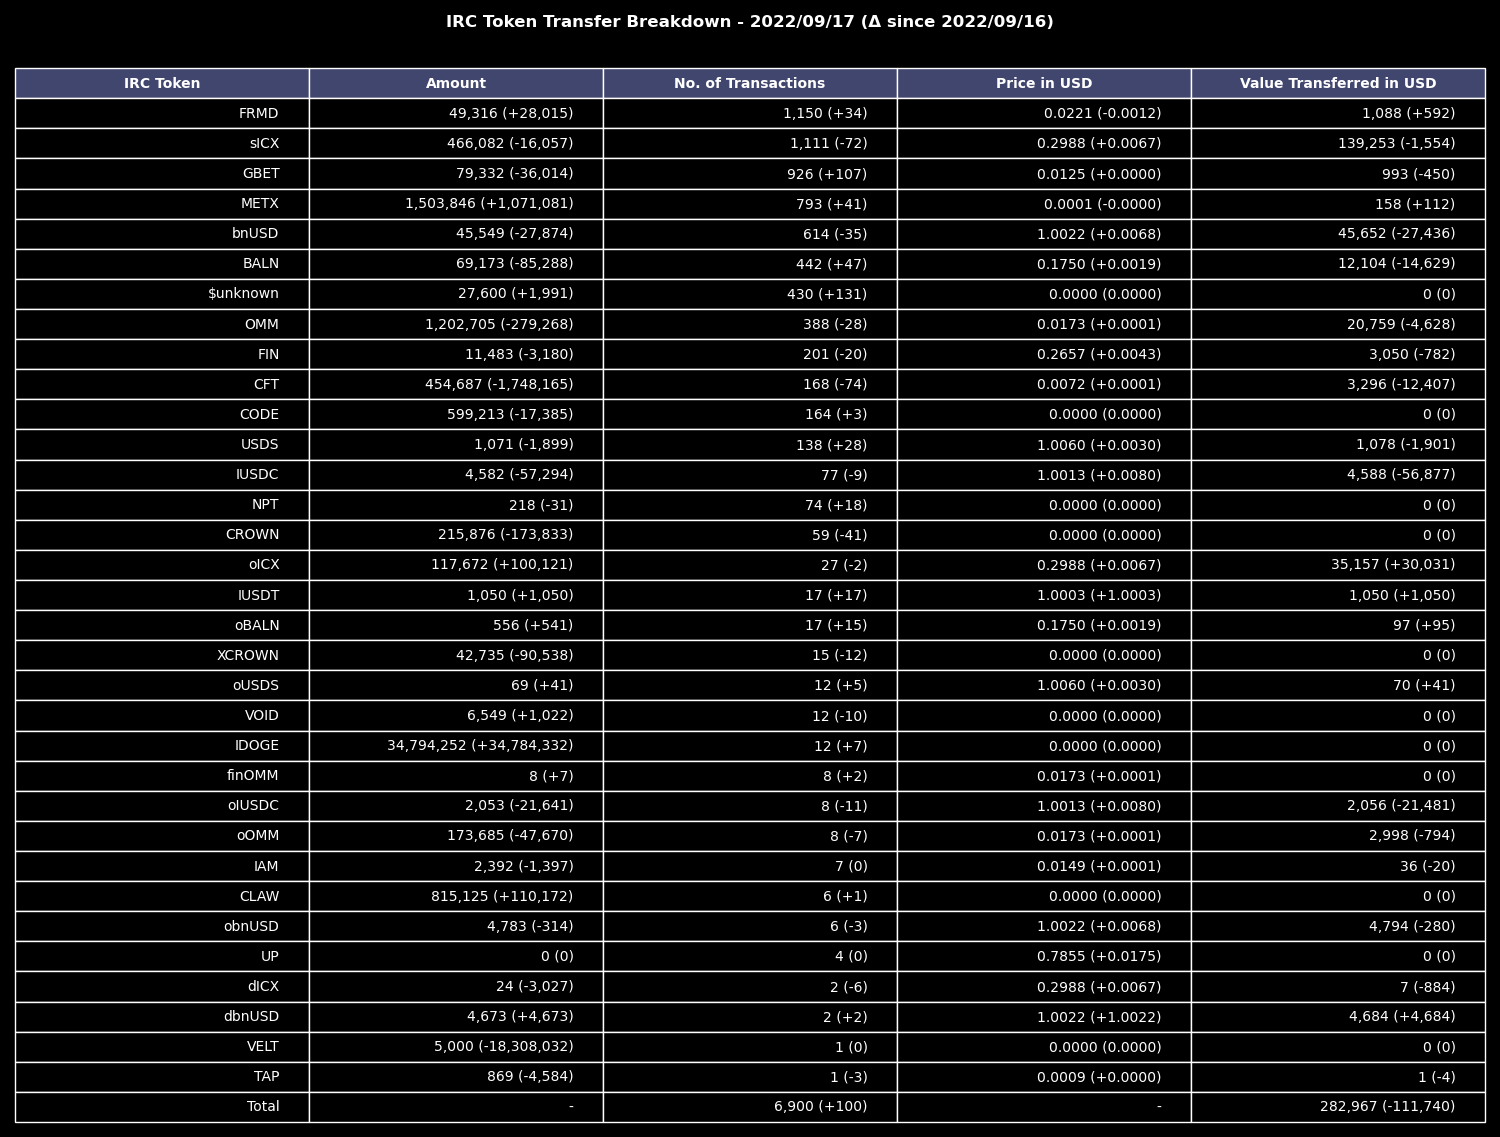 IRC Token Transfer Breakdown - 2022/09/17 (Δ since 2022/09/16)
IRC Token Amount No. of Transactions Price in USD Value Transferred in USD
FRMD 49,316 (+28,015) 1,150 (+34) 0.0221 (-0.0012) 1,088 (+592)
sICX 466,082 (-16,057) 1,111 (-72) 0.2988 (+0.0067) 139,253 (-1,554)
GBET 79,332 (-36,014) 926 (+107) 0.0125 (+0.0000) 993 (-450)
METX 1,503,846 (+1,071,081) 793 (+41) 0.0001 (-0.0000) 158 (+112)
bnUSD 45,549 (-27,874) 614 (-35) 1.0022 (+0.0068) 45,652 (-27,436)
BALN 69,173 (-85,288) 442 (+47) 0.1750 (+0.0019) 12,104 (-14,629)
$unknown 27,600 (+1,991) 430 (+131) 0.0000 (0.0000) 0 (0)
OMM 1,202,705 (-279,268) 388 (-28) 0.0173 (+0.0001) 20,759 (-4,628)
FIN 11,483 (-3,180) 201 (-20) 0.2657 (+0.0043) 3,050 (-782)
CFT 454,687 (-1,748,165) 168 (-74) 0.0072 (+0.0001) 3,296 (-12,407)
CODE 599,213 (-17,385) 164 (+3) 0.0000 (0.0000) 0 (0)
USDS 1,071 (-1,899) 138 (+28) 1.0060 (+0.0030) 1,078 (-1,901)
IUSDC 4,582 (-57,294) 77 (-9) 1.0013 (+0.0080) 4,588 (-56,877)
NPT 218 (-31) 74 (+18) 0.0000 (0.0000) 0 (0)
CROWN 215,876 (-173,833) 59 (-41) 0.0000 (0.0000) 0 (0)
oICX 117,672 (+100,121) 27 (-2) 0.2988 (+0.0067) 35,157 (+30,031)
IUSDT 1,050 (+1,050) 17 (+17) 1.0003 (+1.0003) 1,050 (+1,050)
oBALN 556 (+541) 17 (+15) 0.1750 (+0.0019) 97 (+95)
XCROWN 42,735 (-90,538) 15 (-12) 0.0000 (0.0000) 0 (0)
oUSDS 69 (+41) 12 (+5) 1.0060 (+0.0030) 70 (+41)
VOID 6,549 (+1,022) 12 (-10) 0.0000 (0.0000) 0 (0)
IDOGE 34,794,252 (+34,784,332) 12 (+7) 0.0000 (0.0000) 0 (0)
finOMM 8 (+7) 8 (+2) 0.0173 (+0.0001) 0 (0)
oIUSDC 2,053 (-21,641) 8 (-11) 1.0013 (+0.0080) 2,056 (-21,481)
oOMM 173,685 (-47,670) 8 (-7) 0.0173 (+0.0001) 2,998 (-794)
IAM 2,392 (-1,397) 7 (0) 0.0149 (+0.0001) 36 (-20)
CLAW 815,125 (+110,172) 6 (+1) 0.0000 (0.0000) 0 (0)
obnUSD 4,783 (-314) 6 (-3) 1.0022 (+0.0068) 4,794 (-280)
UP 0 (0) 4 (0) 0.7855 (+0.0175) 0 (0)
dICX 24 (-3,027) 2 (-6) 0.2988 (+0.0067) 7 (-884)
dbnUSD 4,673 (+4,673) 2 (+2) 1.0022 (+1.0022) 4,684 (+4,684)
VELT 5,000 (-18,308,032) 1 (0) 0.0000 (0.0000) 0 (0)
TAP 869 (-4,584) 1 (-3) 0.0009 (+0.0000) 1 (-4)
Total - 6,900 (+100) - 282,967 (-111,740)